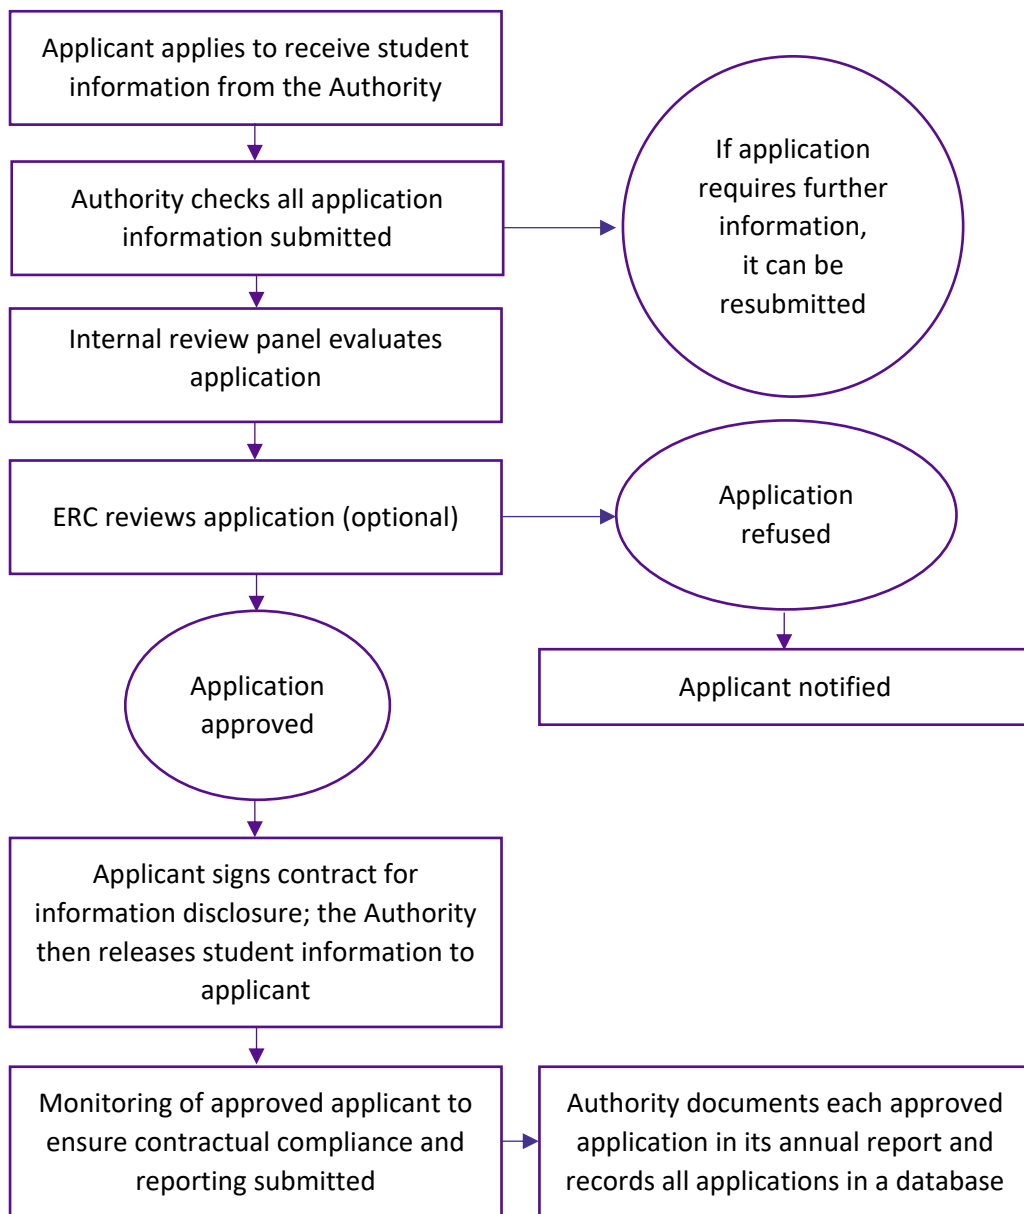 Applicant applies to receive student
information from the Authority
If application
requires further
information,
it can be
resubmitted
Authority checks all application
information submitted
Internal review panel evaluates
application
ERC reviews application (optional)
Application
refused
Applicant notified
Application
approved
Applicant signs contract for
information disclosure; the Authority
then releases student information to
applicant
Monitoring of approved applicant to
ensure contractual compliance and
reporting submitted
Authority documents each approved
application in its annual report and
records all applications in a database